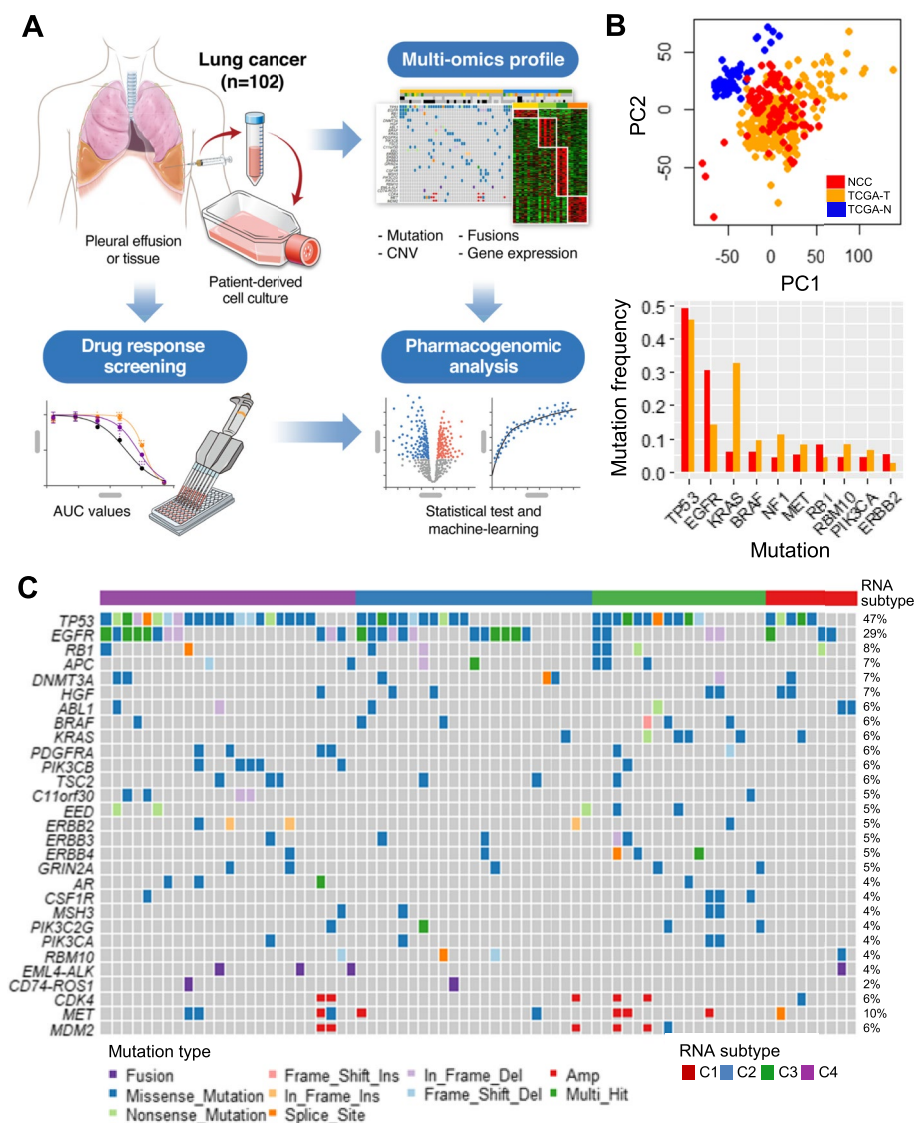 A
Lung cancer
(n=102)
Pleural effusion
or tissue
Patient-derived
cell culture
Multi-omics profile
- Mutation
- Fusions
- CNV
- Gene expression
Drug response
screening
AUC values
Pharmacogenomic
analysis
Statistical test and
machine-learning
B
PC2
50
0
-50
NCC
TCGA-T
TCGA-N
-50
0
50
100
PC1
Mutation frequency
0.5
0.4
0.3
0.2
0.1
0.0
TP53
EGFR
KRAS
BRAF
NF1
MET
RB1
RBM10
PIK3CA
ERBB2
Mutation
C
RNA
subtype
TP53 47%
EGFR 29%
RB1 8%
APC 7%
DNMT3A 7%
HGF 7%
ABL1 6%
BRAF 6%
KRAS 6%
PDGFRA 6%
PIK3CB 6%
TSC2 6%
C11orf30 5%
EED 5%
ERBB2 5%
ERBB3 5%
ERBB4 5%
GRIN2A 5%
AR 4%
CSF1R 4%
MSH3 4%
PIK3C2G 4%
PIK3CA 4%
RBM10 4%
EML4-ALK 4%
CD74-ROS1 2%
CDK4 6%
MET 10%
MDM2 6%
Mutation type
Fusion
Missense_Mutation
Nonsense_Mutation
Frame_Shift_Ins
In_Frame_Ins
Splice_Site
In_Frame_Del
Frame_Shift_Del
Amp
Multi_Hit
RNA subtype
C1 C2 C3 C4